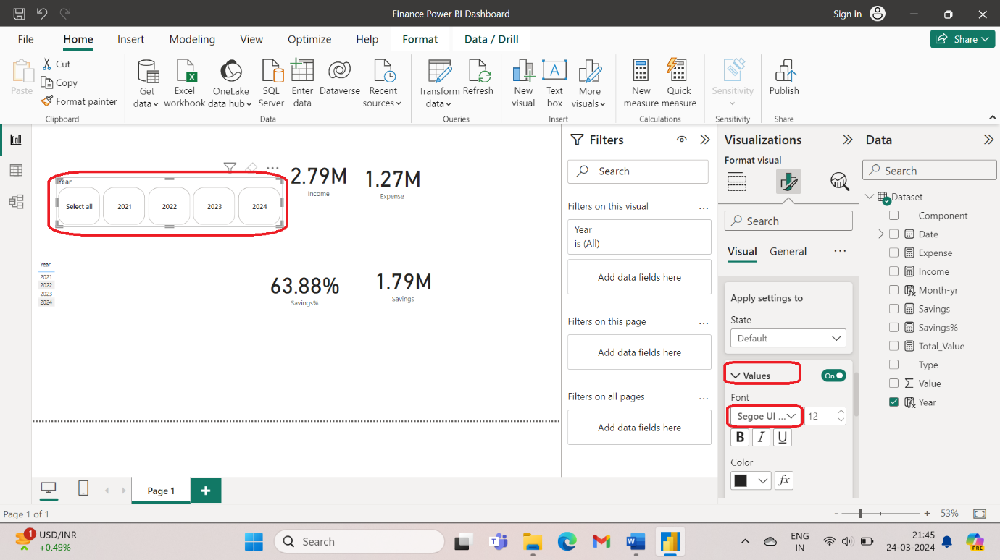 Finance Power BI Dashboard
Sign in
File Home Insert Modeling View Optimize Help Format Data / Drill
Share
Paste
Cut
Copy
Format painter
Clipboard
Get data
Excel workbook
OneLake data hub
SQL Server
Enter data
Dataverse
Recent sources
Data
Transform data
Refresh
Queries
New visual
Text box
More visuals
Insert
New measure
Quick measure
Calculations
Sensitivity
Sensitivity
Publish
Share
Year
Select all 2021 2022 2023 2024
2.79M
Income
1.27M
Expense
Year
2021
2022
2023
2024
63.88%
Savings%
1.79M
Savings
Filters
Search
Filters on this visual ...
Year
is (All)
Add data fields here
Filters on this page ...
Add data fields here
Filters on all pages ...
Add data fields here
Visualizations
Format visual
Search
Visual General ...
Apply settings to
State
Default
Values
On
Font
Segoe UI ... 12
B I U
Color
fx
Data
Search
Dataset
Component
Date
Expense
Income
Month-yr
Savings
Savings%
Total_Value
Type
Value
Year
Page 1
+
Page 1 of 1
- + 53%
1
USD/INR
+0.49%
Search
ENG
IN
21:45
24-03-2024
PRE